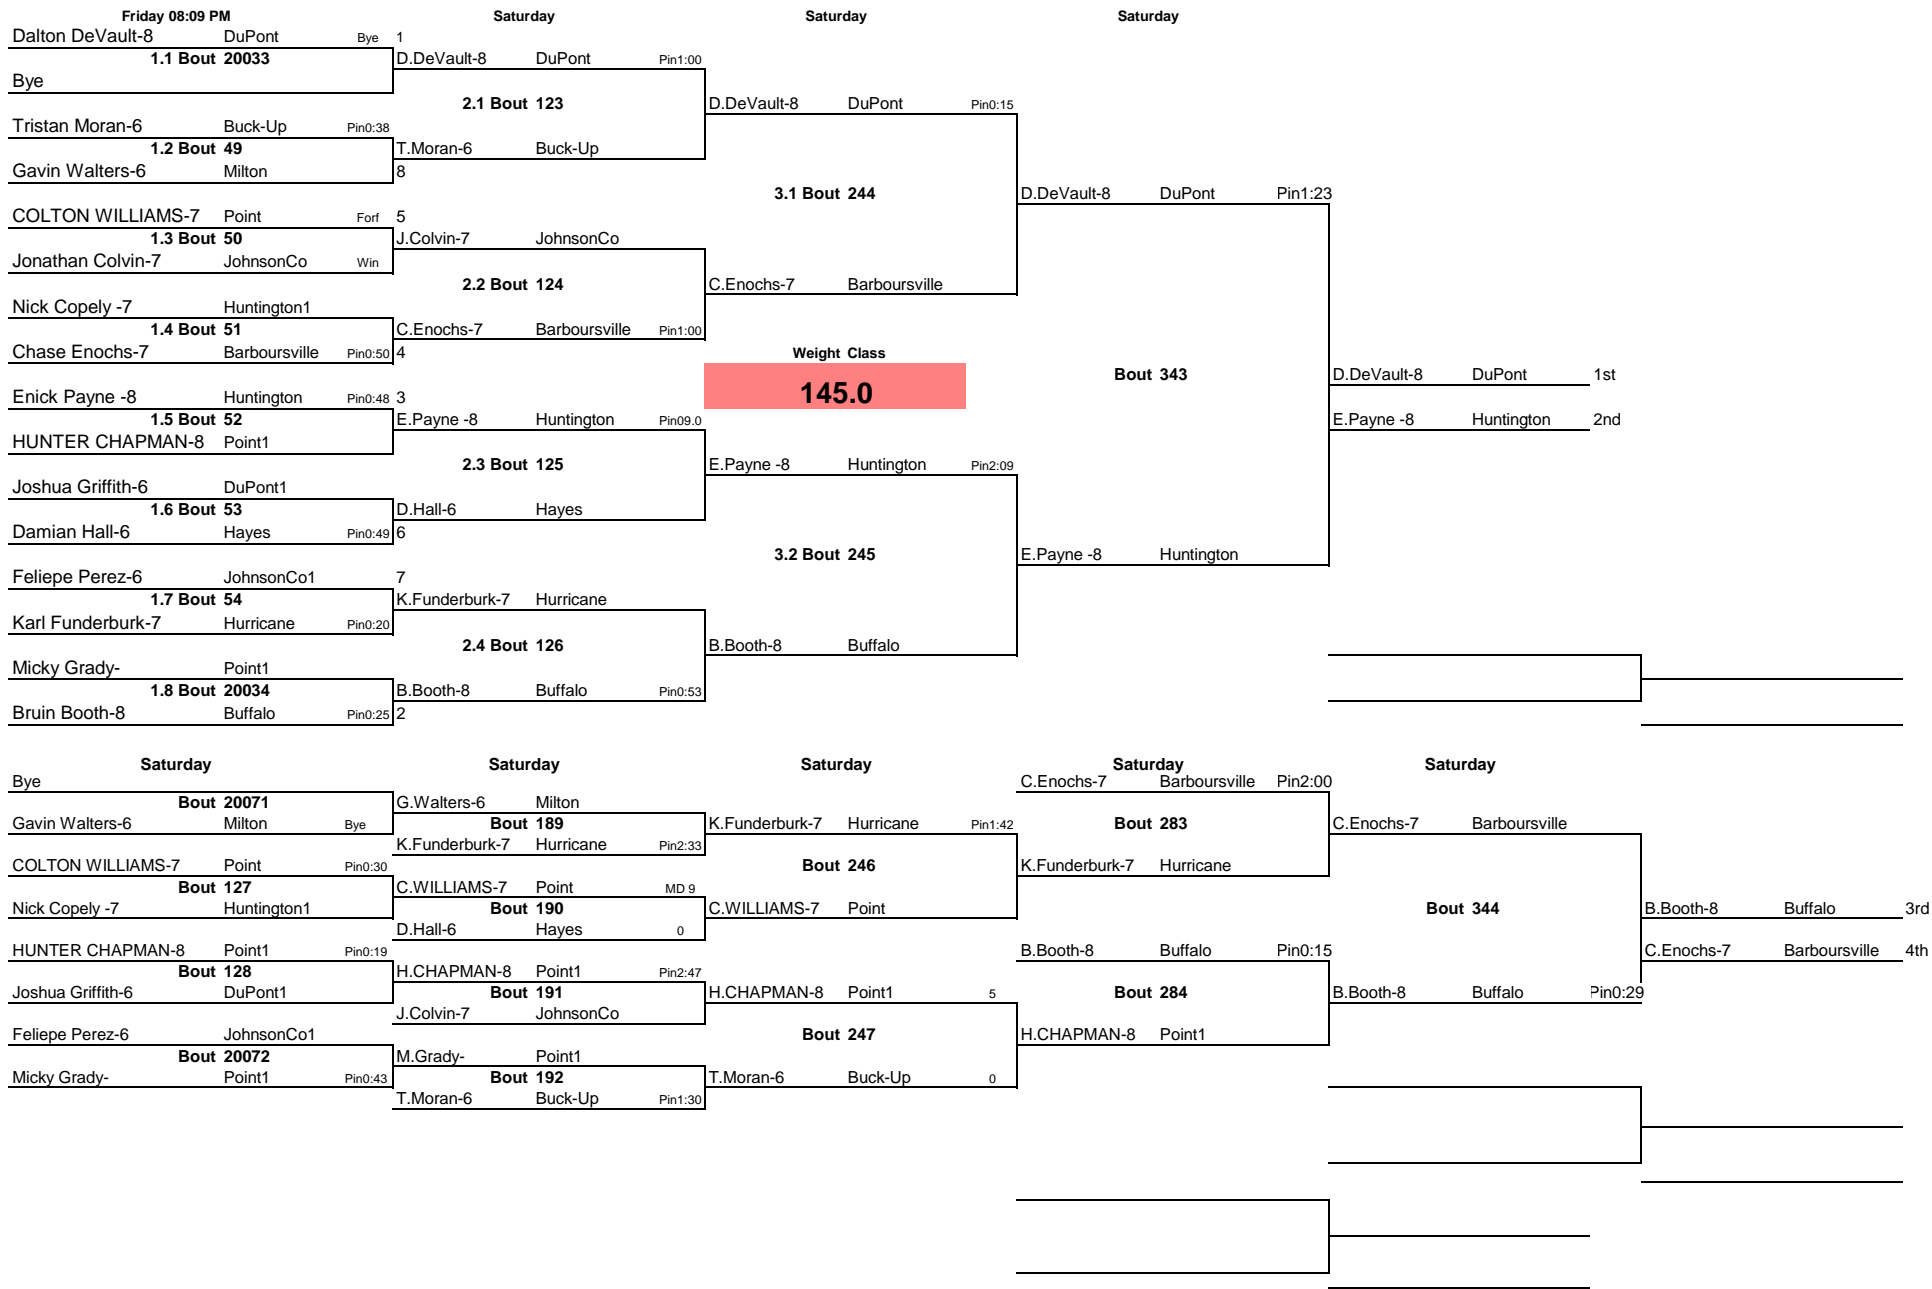 Friday 08:09 PM Saturday Saturday Saturday
Dalton DeVault-8 DuPont Bye 1
1.1 Bout 20033 D.DeVault-8 DuPont Pin1:00
Bye
2.1 Bout 123 D.DeVault-8 DuPont Pin0:15
Tristan Moran-6 Buck-Up Pin0:38
1.2 Bout 49 T.Moran-6 Buck-Up
Gavin Walters-6 Milton 8
3.1 Bout 244 D.DeVault-8 DuPont Pin1:23
COLTON WILLIAMS-7 Point Forf 5
1.3 Bout 50 J.Colvin-7 JohnsonCo
Jonathan Colvin-7 JohnsonCo Win
2.2 Bout 124 C.Enochs-7 Barboursville
Nick Copely -7 Huntington1
1.4 Bout 51 C.Enochs-7 Barboursville Pin1:00
Chase Enochs-7 Barboursville Pin0:50 4 Weight Class
Bout 343 D.DeVault-8 DuPont 1st
Enick Payne -8 Huntington Pin0:48 3 145.0
1.5 Bout 52 E.Payne -8 Huntington Pin09.0 E.Payne -8 Huntington 2nd
HUNTER CHAPMAN-8 Point1
2.3 Bout 125 E.Payne -8 Huntington Pin2:09
Joshua Griffith-6 DuPont1
1.6 Bout 53 D.Hall-6 Hayes
Damian Hall-6 Hayes Pin0:49 6
3.2 Bout 245 E.Payne -8 Huntington
Feliepe Perez-6 JohnsonCo1 7
1.7 Bout 54 K.Funderburk-7 Hurricane
Karl Funderburk-7 Hurricane Pin0:20
2.4 Bout 126 B.Booth-8 Buffalo
Micky Grady- Point1
1.8 Bout 20034 B.Booth-8 Buffalo Pin0:53
Bruin Booth-8 Buffalo Pin0:25 2
Saturday Saturday Saturday Saturday Saturday
Bye C.Enochs-7 Barboursville Pin2:00
Bout 20071 G.Walters-6 Milton
Gavin Walters-6 Milton Bye Bout 189 K.Funderburk-7 Hurricane Pin1:42 Bout 283 C.Enochs-7 Barboursville
K.Funderburk-7 Hurricane Pin2:33
COLTON WILLIAMS-7 Point Pin0:30 Bout 246 K.Funderburk-7 Hurricane
Bout 127 C.WILLIAMS-7 Point MD 9
Nick Copely -7 Huntington1 Bout 190 C.WILLIAMS-7 Point Bout 344 B.Booth-8 Buffalo 3rd
D.Hall-6 Hayes 0
HUNTER CHAPMAN-8 Point1 Pin0:19 B.Booth-8 Buffalo Pin0:15 C.Enochs-7 Barboursville 4th
Bout 128 H.CHAPMAN-8 Point1 Pin2:47
Joshua Griffith-6 DuPont1 Bout 191 H.CHAPMAN-8 Point1 5 Bout 284 B.Booth-8 Buffalo Pin0:29
J.Colvin-7 JohnsonCo
Feliepe Perez-6 JohnsonCo1 Bout 247 H.CHAPMAN-8 Point1
Bout 20072 M.Grady- Point1
Micky Grady- Point1 Pin0:43 Bout 192 T.Moran-6 Buck-Up 0
T.Moran-6 Buck-Up Pin1:30